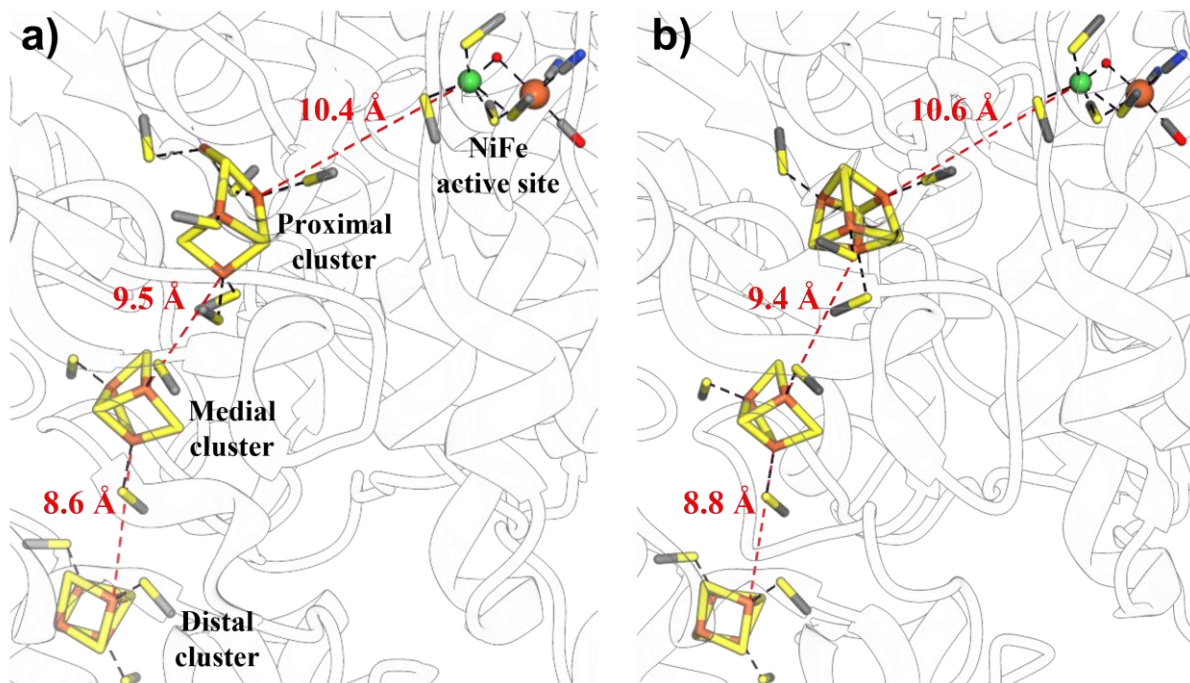 a)
10.4 Å
NiFe
active site
Proximal
cluster
9.5 Å
Medial
cluster
8.6 Å
Distal
cluster
b)
10.6 Å
9.4 Å
8.8 Å